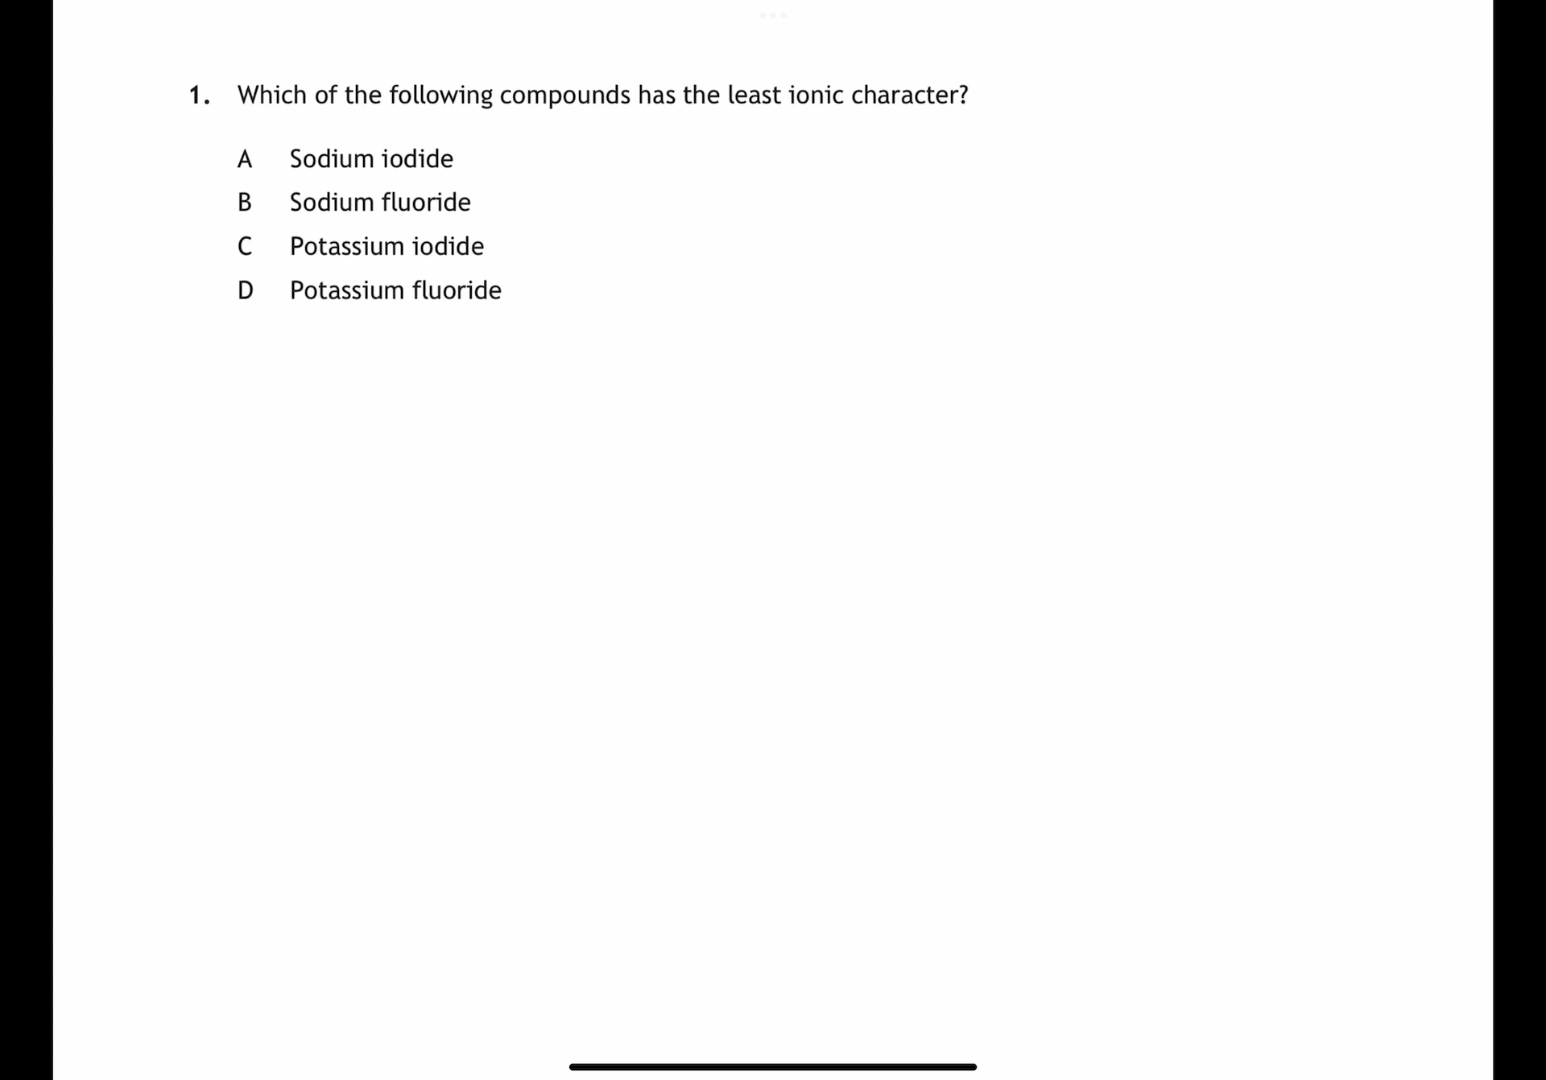 1. Which of the following compounds has the least ionic character?
A Sodium iodide
B Sodium fluoride
C Potassium iodide
D Potassium fluoride